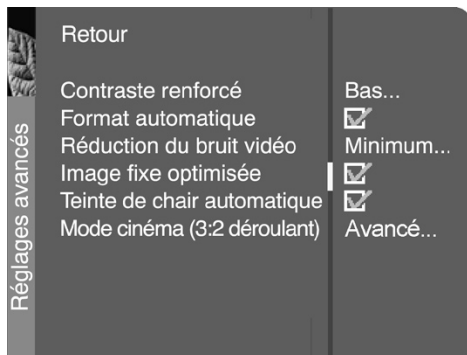 Retour
Réglages avancés
Contraste renforcé Bas...
Format automatique
Réduction du bruit vidéo Minimum...
Image fixe optimisée
Teinte de chair automatique
Mode cinéma (3:2 déroulant) Avancé...